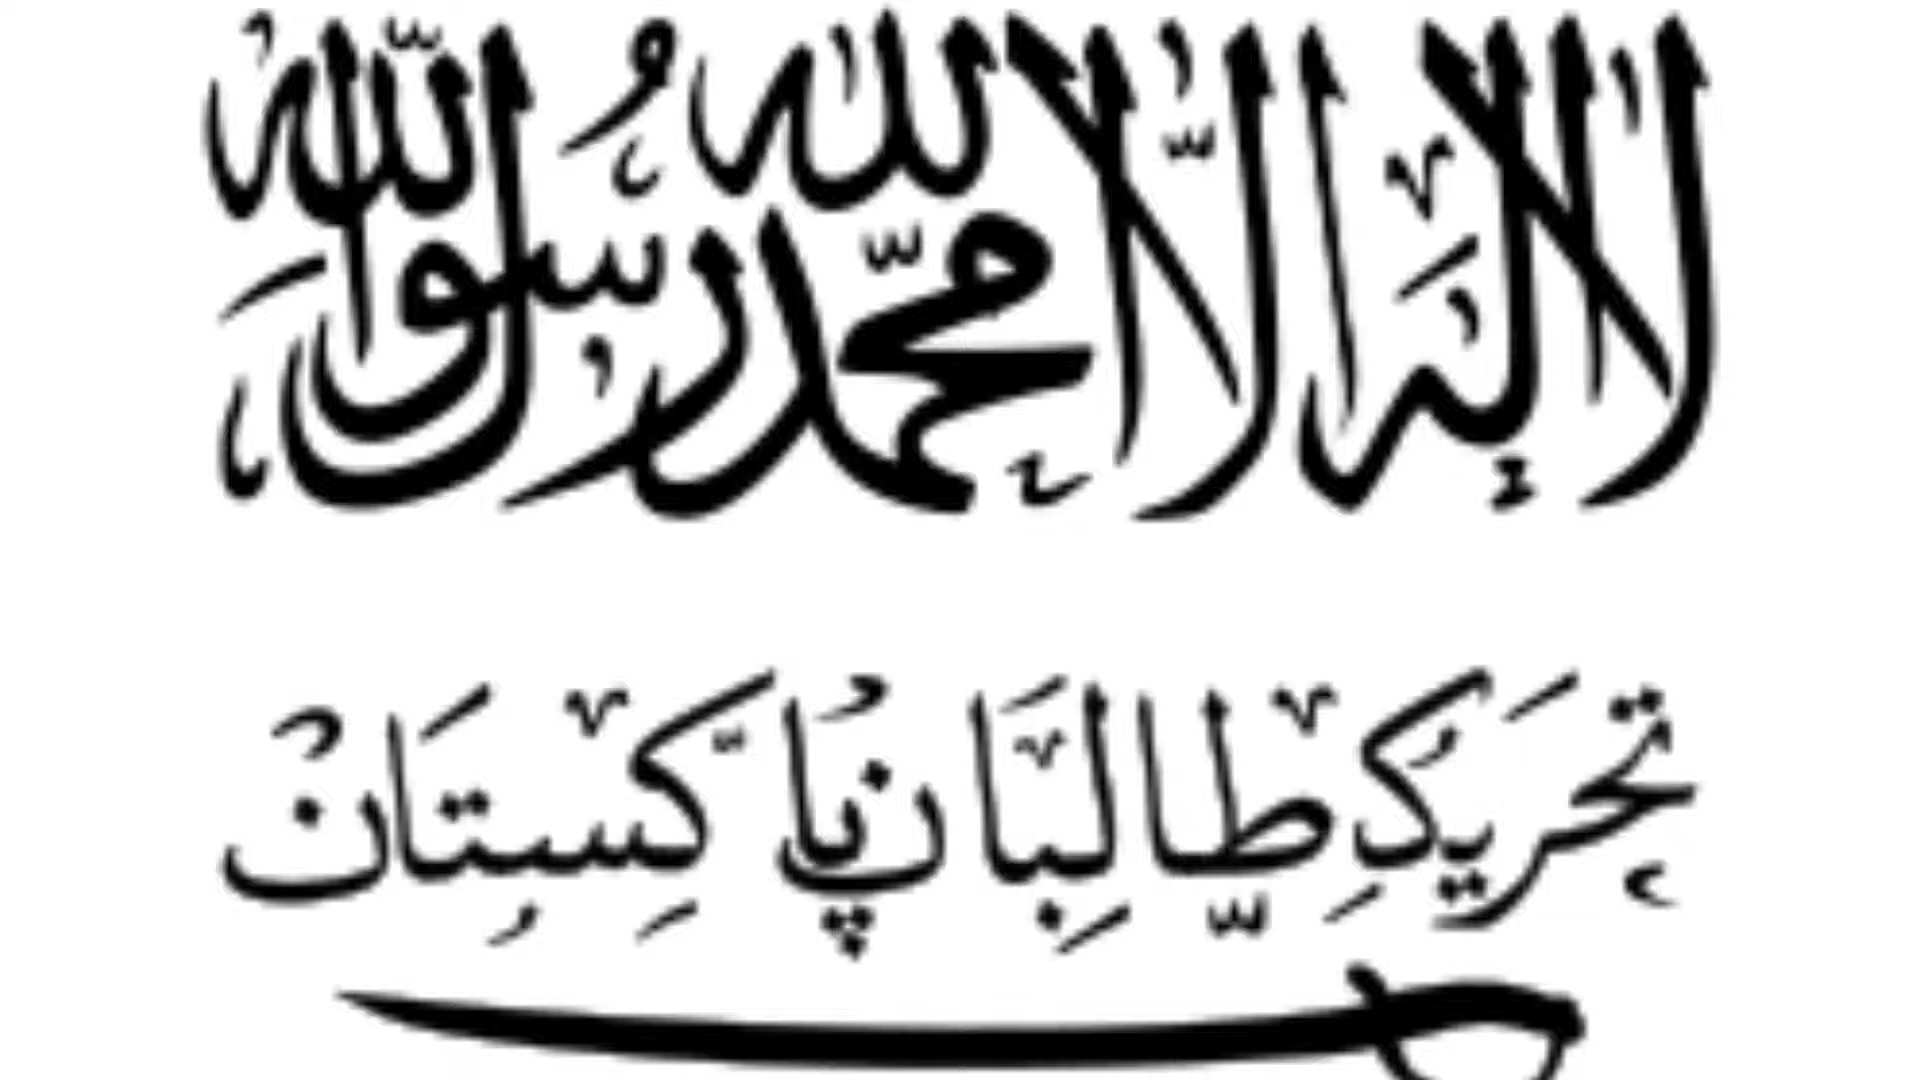 لا إله إلا الله محمد رسول الله
تحریک طالبان پاکستان